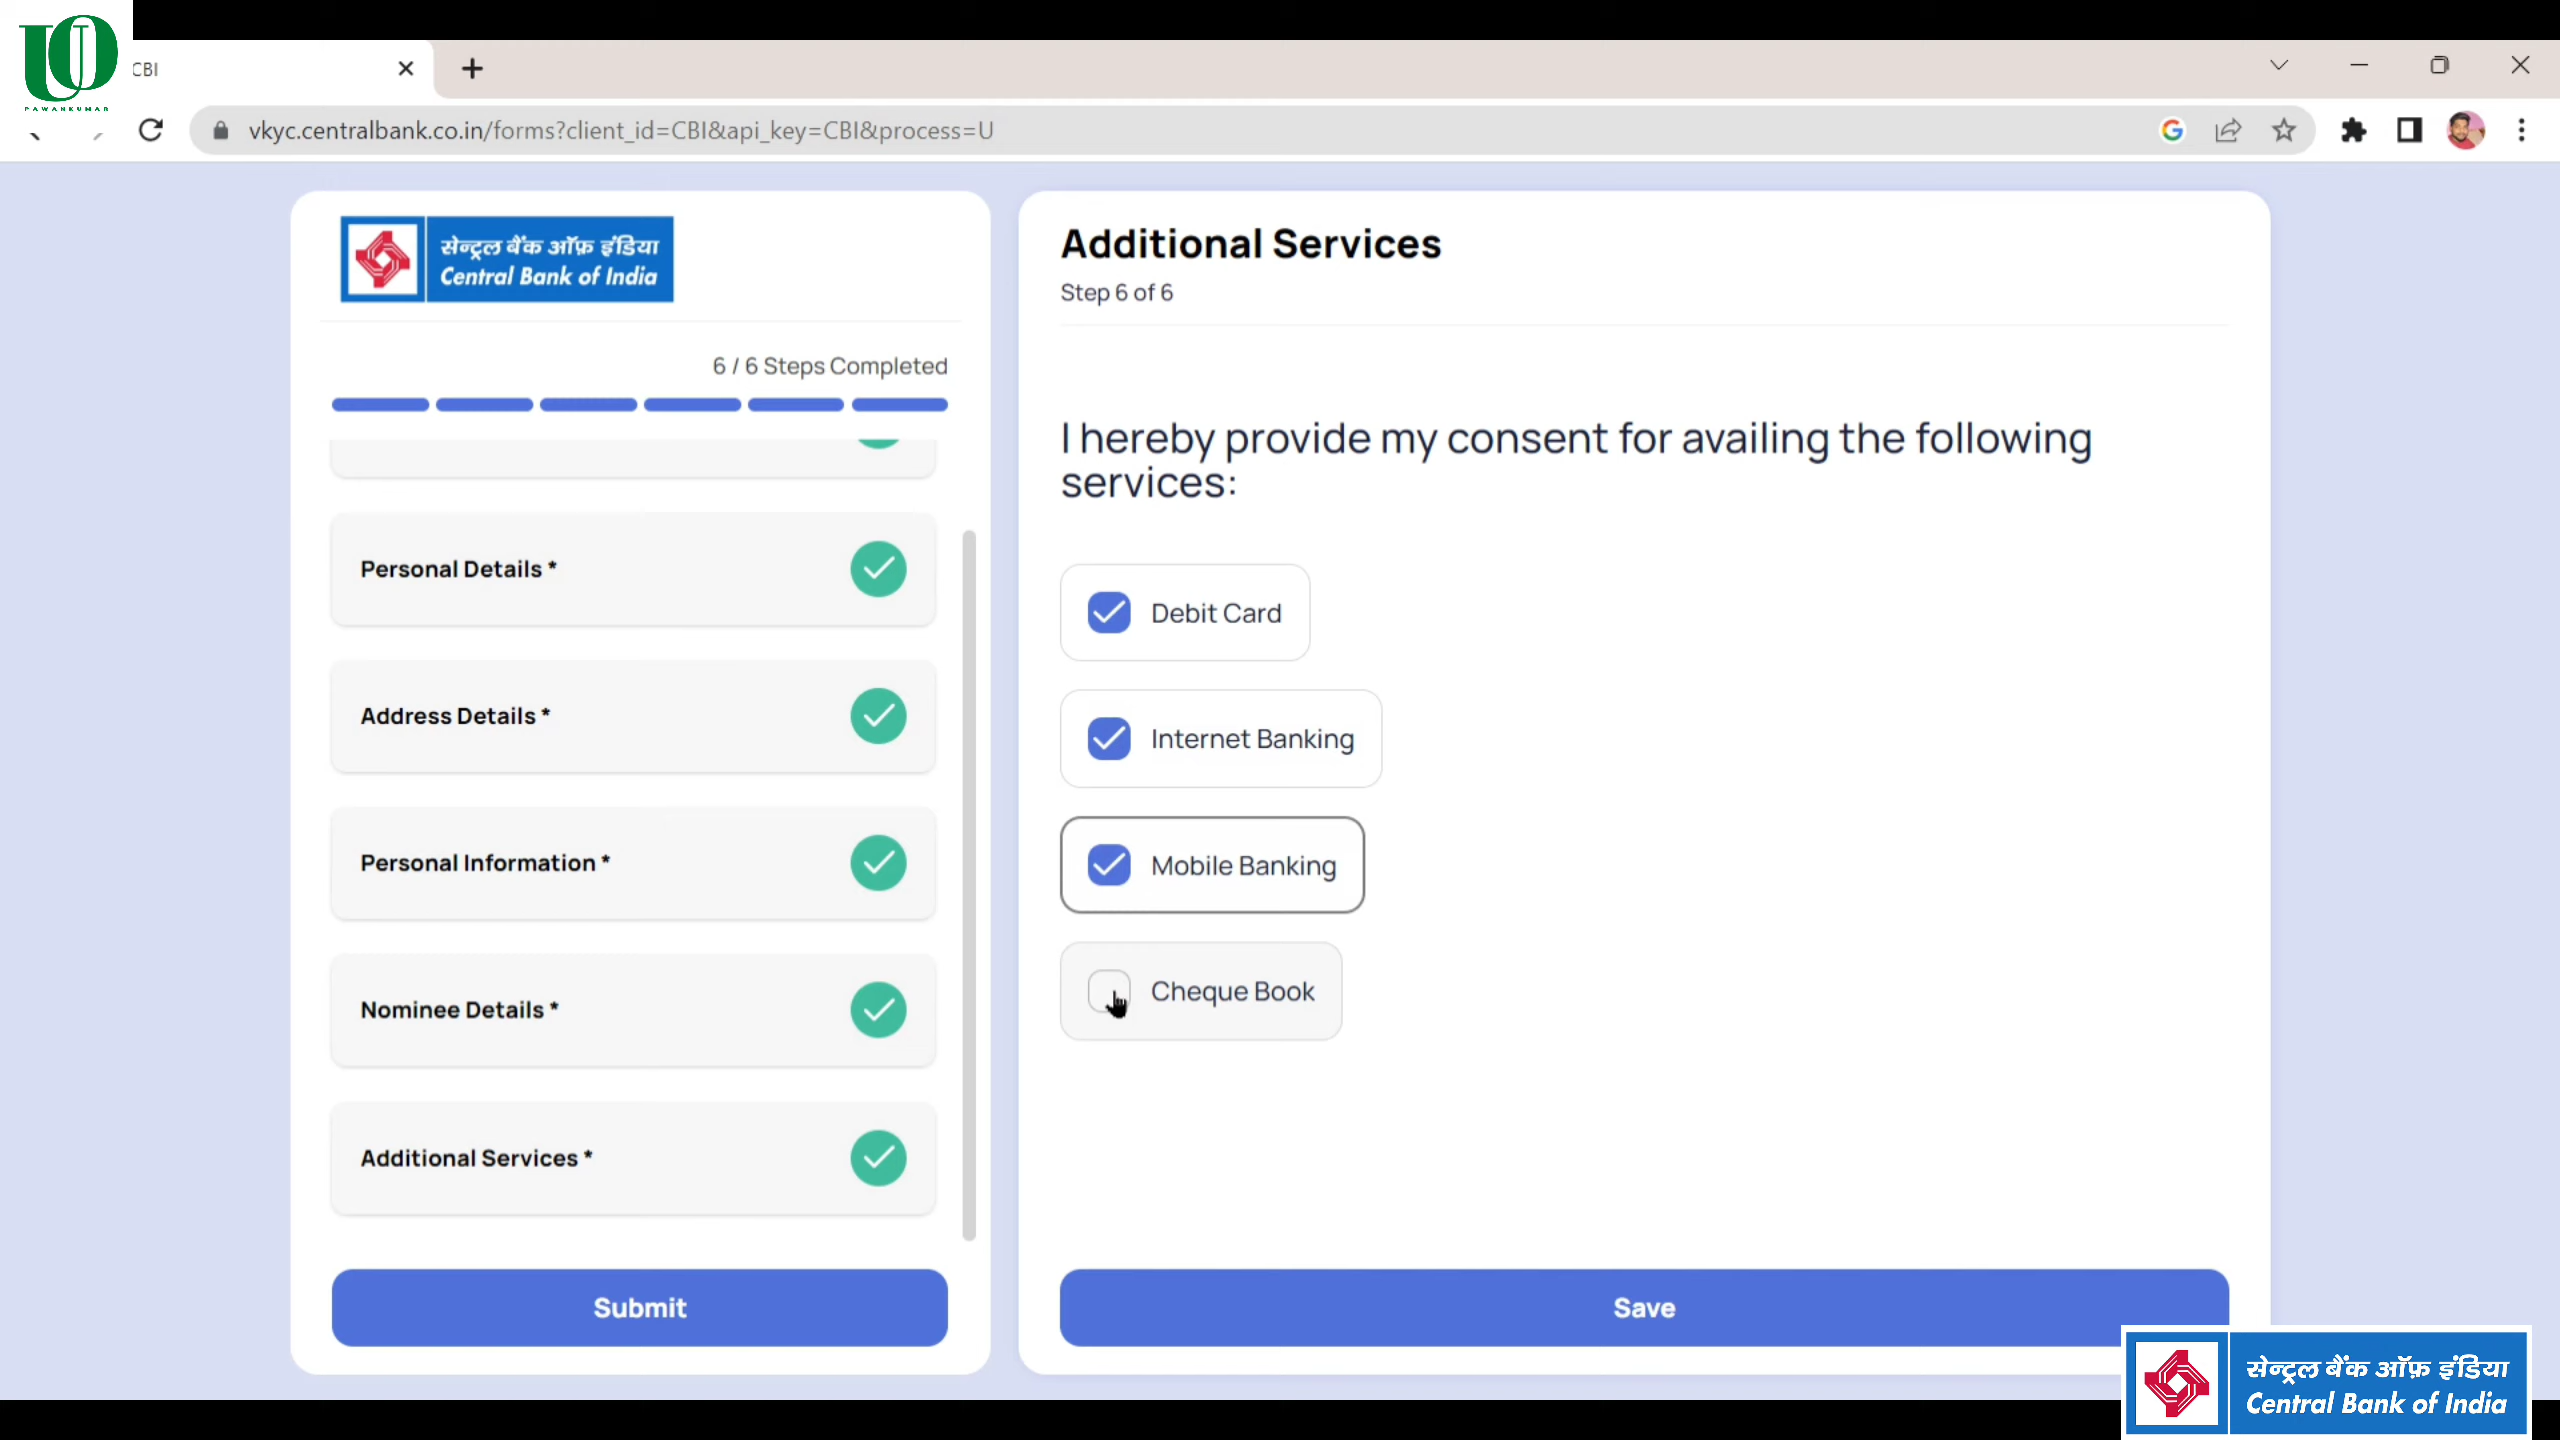 UO
PAWANKUMAR
CBI
vkyc.centralbank.co.in/forms?client_id=CBI&api_key=CBI&process=U
सेन्ट्रल बैंक ऑफ़ इंडिया
Central Bank of India
6 / 6 Steps Completed
Personal Details *
Address Details *
Personal Information *
Nominee Details *
Additional Services *
Submit
Additional Services
Step 6 of 6
I hereby provide my consent for availing the following
services:
Debit Card
Internet Banking
Mobile Banking
Cheque Book
Save
सेन्ट्रल बैंक ऑफ़ इंडिया
Central Bank of India